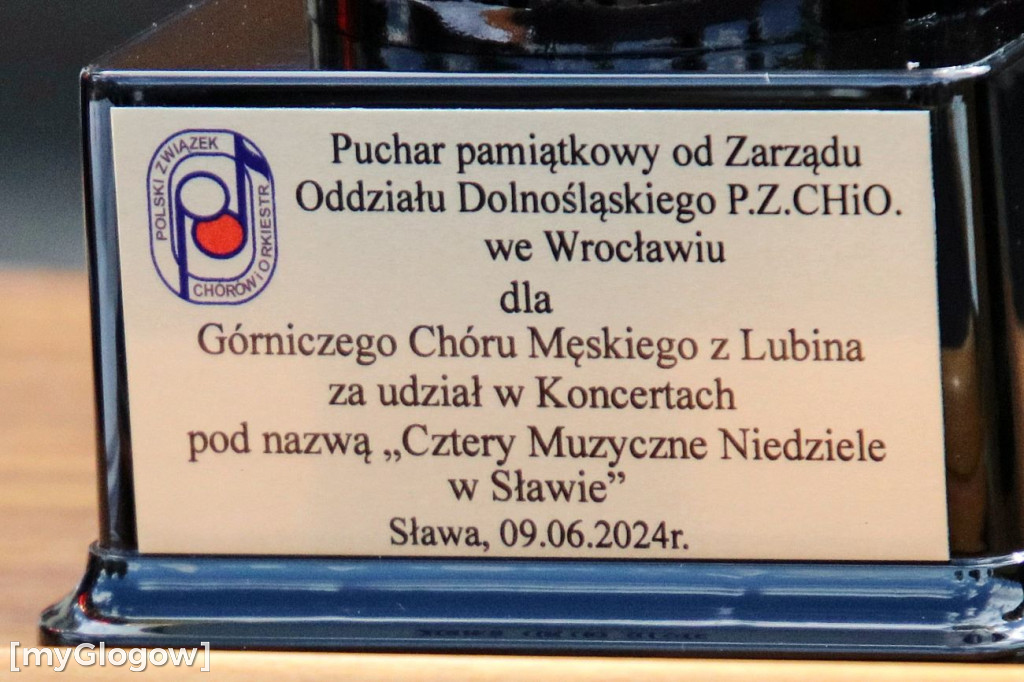 POLSKI ZWIĄZEK
CHÓRÓW i ORKIESTR
Puchar pamiątkowy od Zarządu
Oddziału Dolnośląskiego P.Z.CHiO.
we Wrocławiu
dla
Górniczego Chóru Męskiego z Lubina
za udział w Koncertach
pod nazwą „Cztery Muzyczne Niedziele
w Sławie”
Sława, 09.06.2024r.
[myGlogow]